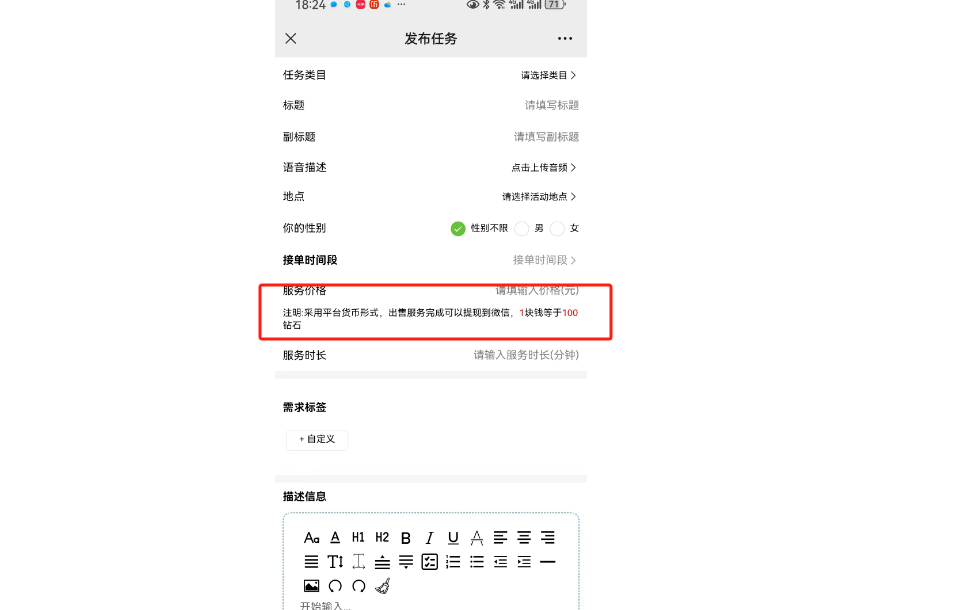 18:24 ··· 71
发布任务
任务类目 请选择类目
标题 请填写标题
副标题 请填写副标题
语音描述 点击上传音频
地点 请选择活动地点
你的性别 性别不限 男 女
接单时间段 接单时间段
服务价格 请填输入价格(元)
注明:采用平台货币形式，出售服务完成可以提现到微信，1块钱等于100
钻石
服务时长 请输入服务时长(分钟)
需求标签
+ 自定义
描述信息
Aa A H1 H2 B I U A
T
开始输入...